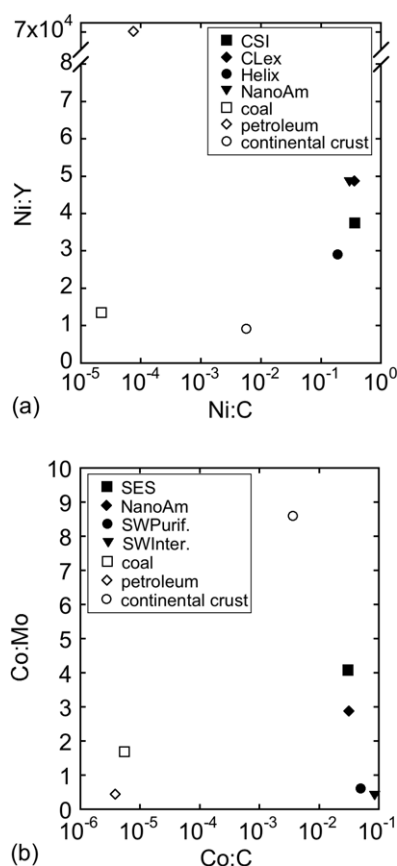 7x10⁴
8
7
6
5
4
3
2
1
0
Ni:Y
CSI
CLex
Helix
NanoAm
coal
petroleum
continental crust
10⁻⁵ 10⁻⁴ 10⁻³ 10⁻² 10⁻¹ 10⁰
(a) Ni:C
10
9
8
7
6
5
4
3
2
1
0
Co:Mo
SES
NanoAm
SWPurif.
SWInter.
coal
petroleum
continental crust
10⁻⁶ 10⁻⁵ 10⁻⁴ 10⁻³ 10⁻² 10⁻¹
(b) Co:C